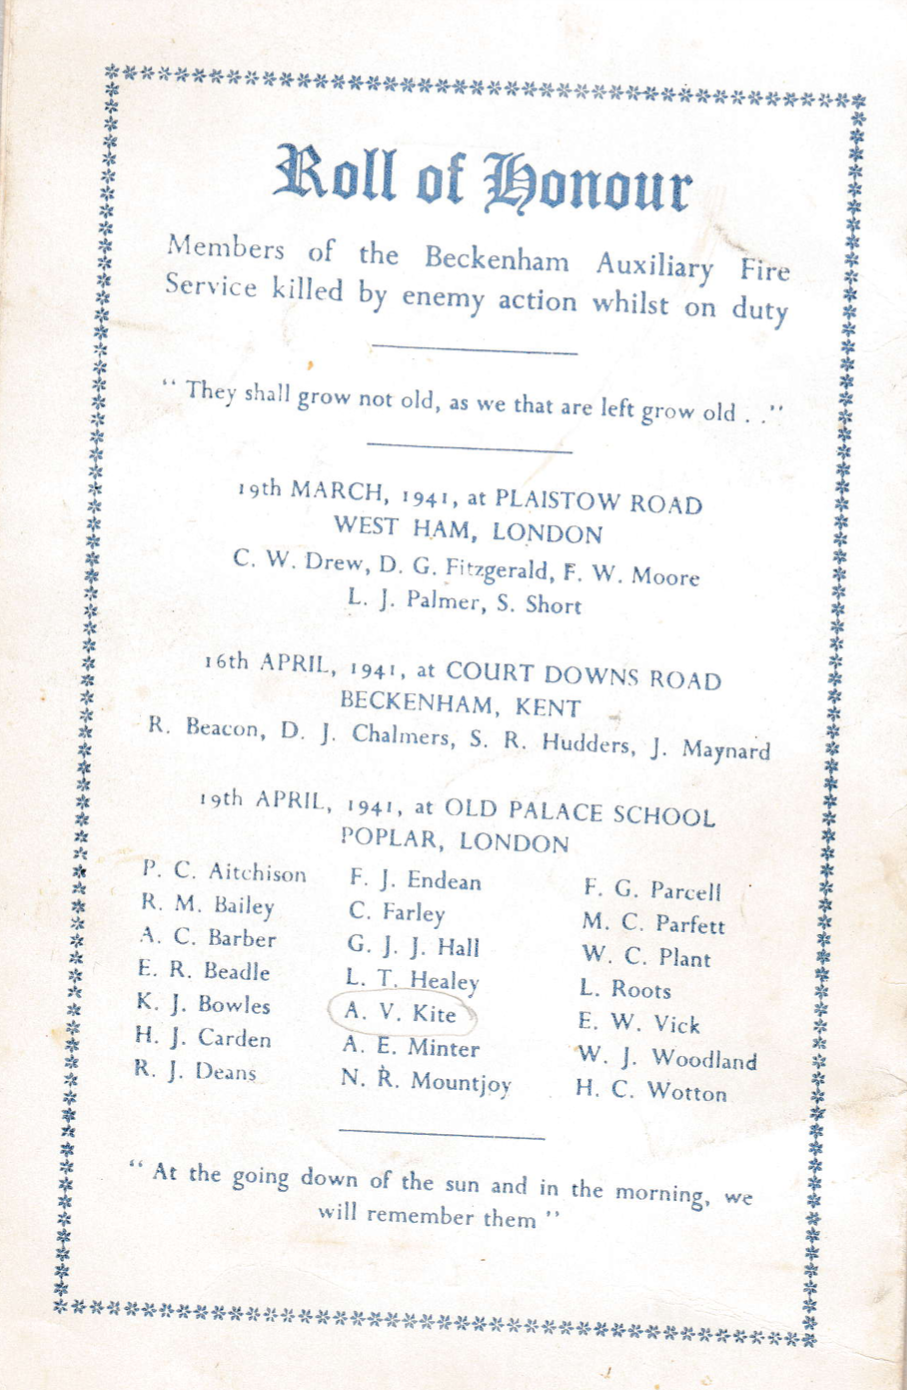 Roll of Honour
Members of the Beckenham Auxiliary Fire
Service killed by enemy action whilst on duty
“ They shall grow not old, as we that are left grow old . .”
19th MARCH, 1941, at PLAISTOW ROAD
WEST HAM, LONDON
C. W. Drew, D. G. Fitzgerald, F. W. Moore
L. J. Palmer, S. Short
16th APRIL, 1941, at COURT DOWNS ROAD
BECKENHAM, KENT
R. Beacon, D. J. Chalmers, S. R. Hudders, J. Maynard
19th APRIL, 1941, at OLD PALACE SCHOOL
POPLAR, LONDON
P. C. Aitchison
R. M. Bailey
A. C. Barber
E. R. Beadle
K. J. Bowles
H. J. Carden
R. J. Deans
F. J. Endean
C. Farley
G. J. J. Hall
L. T. Healey
A. V. Kite
A. E. Minter
N. R. Mountjoy
F. G. Parcell
M. C. Parfett
W. C. Plant
L. Roots
E. W. Vick
W. J. Woodland
H. C. Wotton
“ At the going down of the sun and in the morning, we
will remember them ”